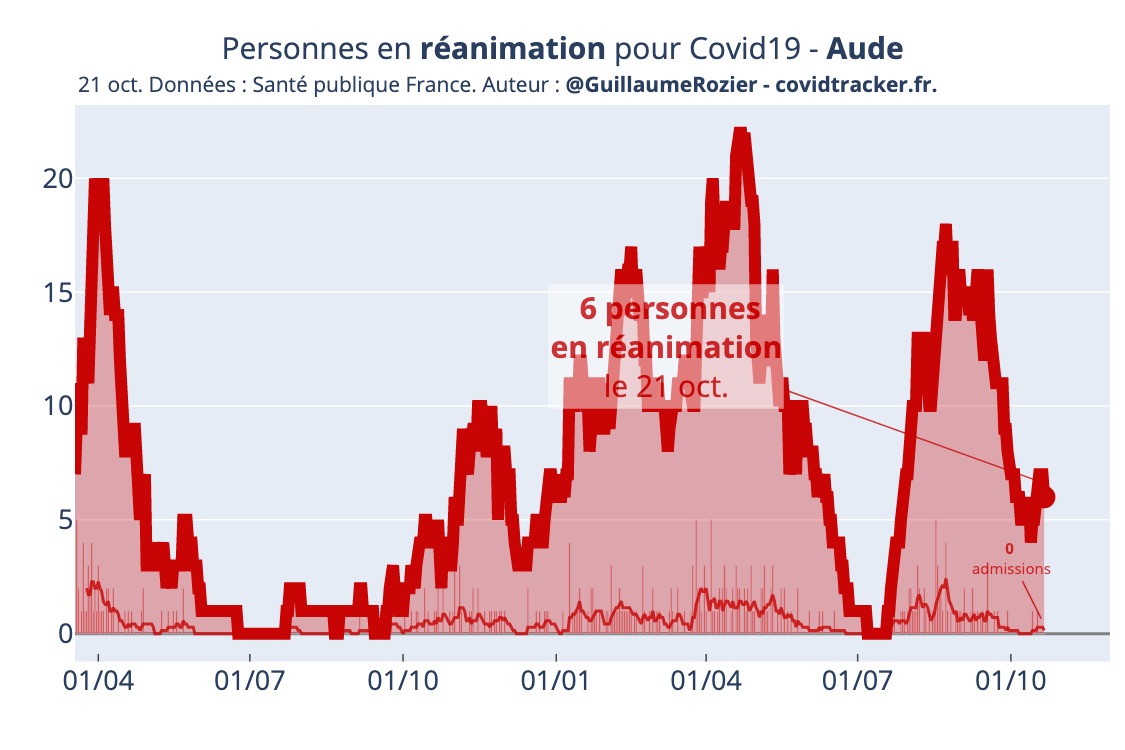 Personnes en réanimation pour Covid19 - Aude
21 oct. Données : Santé publique France. Auteur : @GuillaumeRozier - covidtracker.fr.
20
15
10
5
0
6 personnes
en réanimation
le 21 oct.
0
admissions
01/04
01/07
01/10
01/01
01/04
01/07
01/10